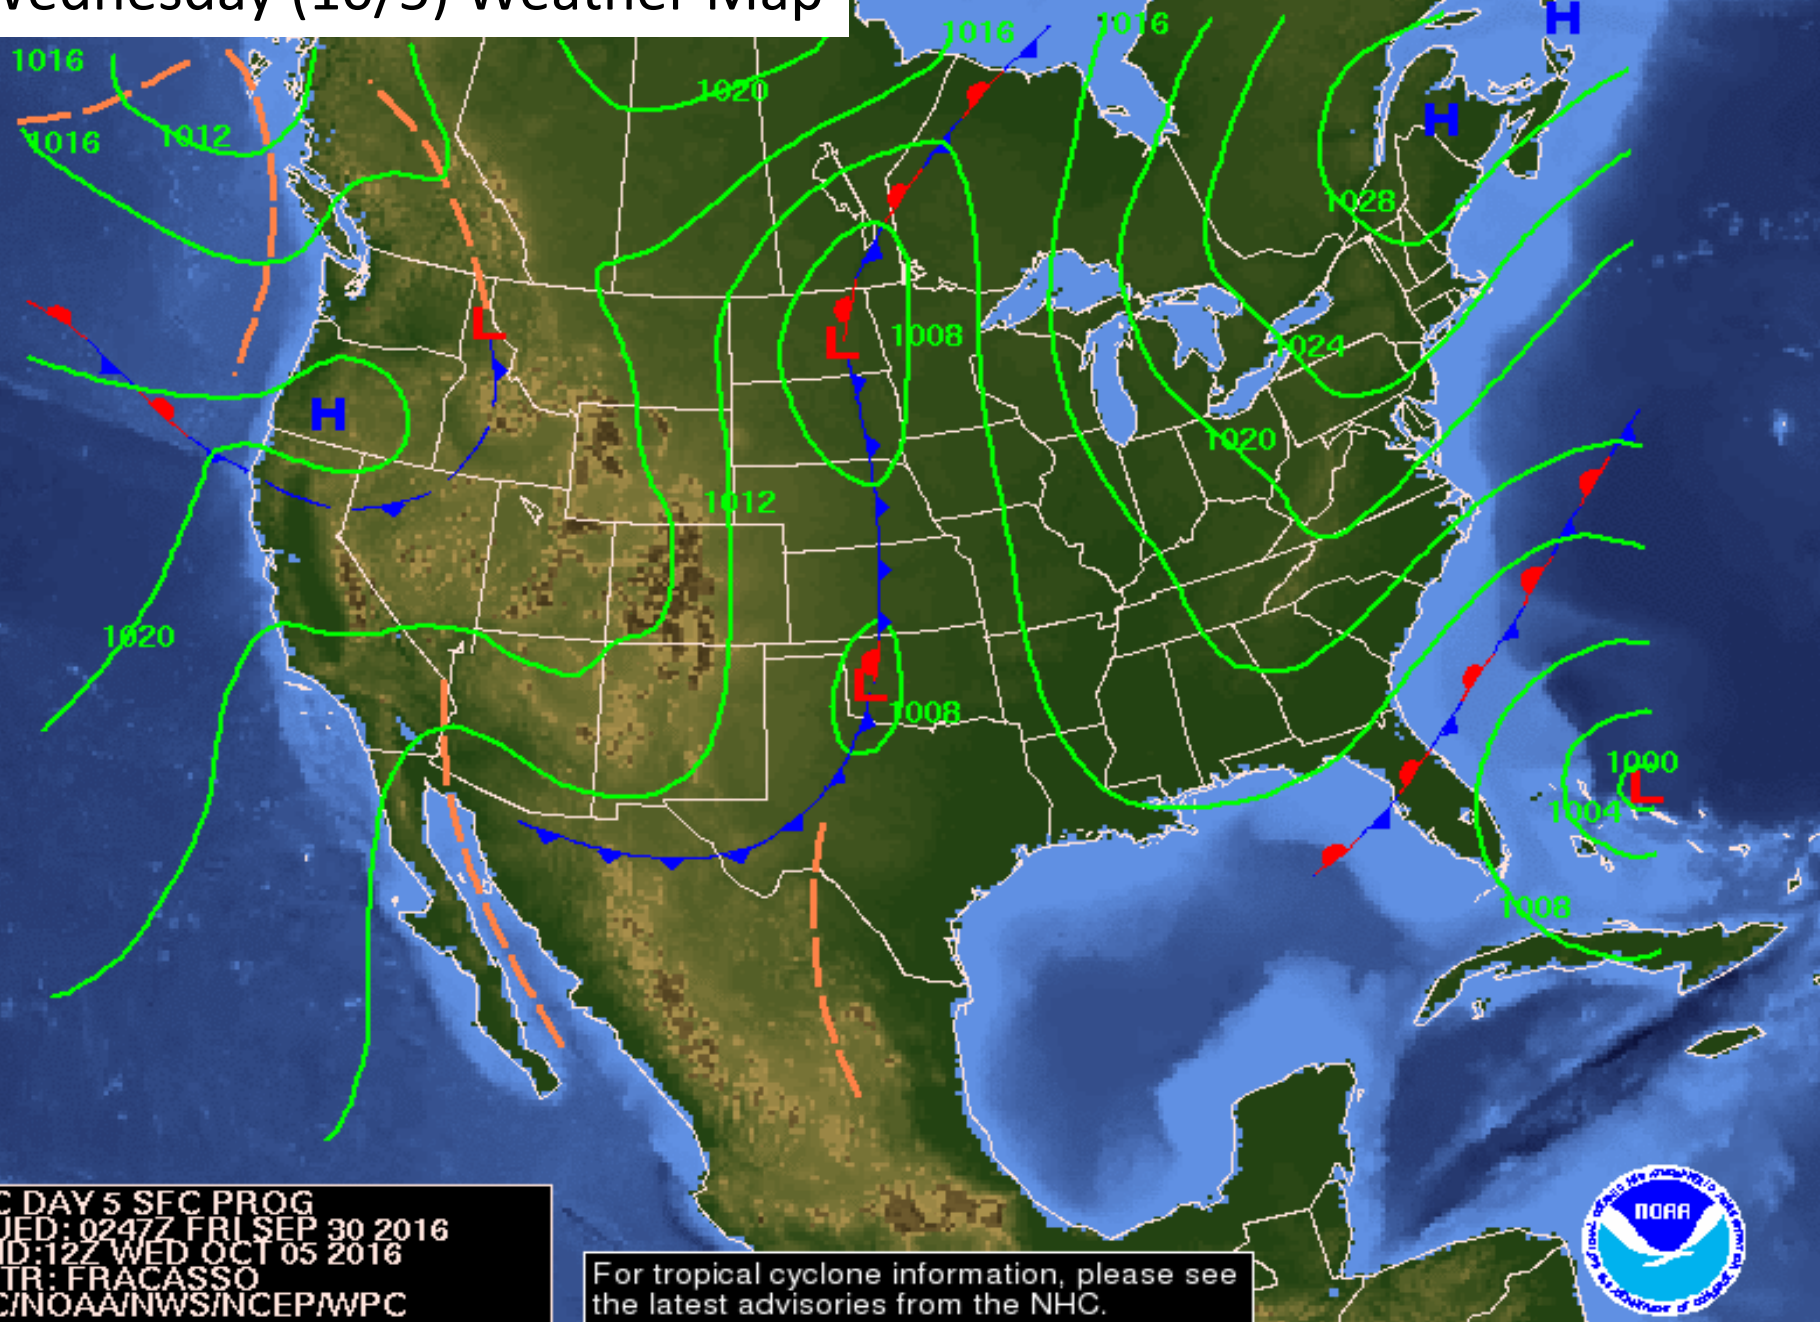 Wednesday (10/5) Weather Map
1016
1016
1016
1020
1012
1016
1028
1008
1024
1020
1012
1020
1008
1000
1004
1008
H
H
H
L
L
L
L
C DAY 5 SFC PROG
UED: 0247Z FRI SEP 30 2016
ID:12Z WED OCT 05 2016
TR: FRACASSO
C/NOAA/NWS/NCEP/WPC
For tropical cyclone information, please see
the latest advisories from the NHC.
NOAA